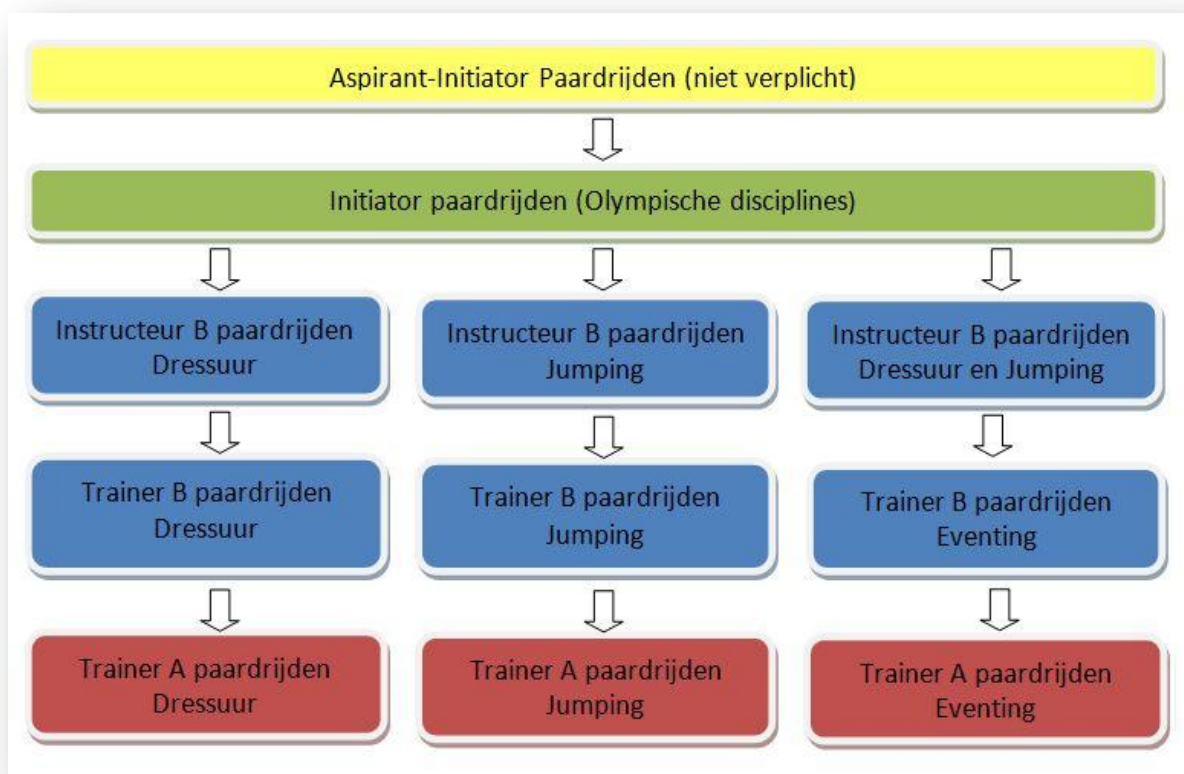 Aspirant-Initiator Paardrijden (niet verplicht)
Initiator paardrijden (Olympische disciplines)
Instructeur B paardrijden
Dressuur
Instructeur B paardrijden
Jumping
Instructeur B paardrijden
Dressuur en Jumping
Trainer B paardrijden
Dressuur
Trainer B paardrijden
Jumping
Trainer B paardrijden
Eventing
Trainer A paardrijden
Dressuur
Trainer A paardrijden
Jumping
Trainer A paardrijden
Eventing